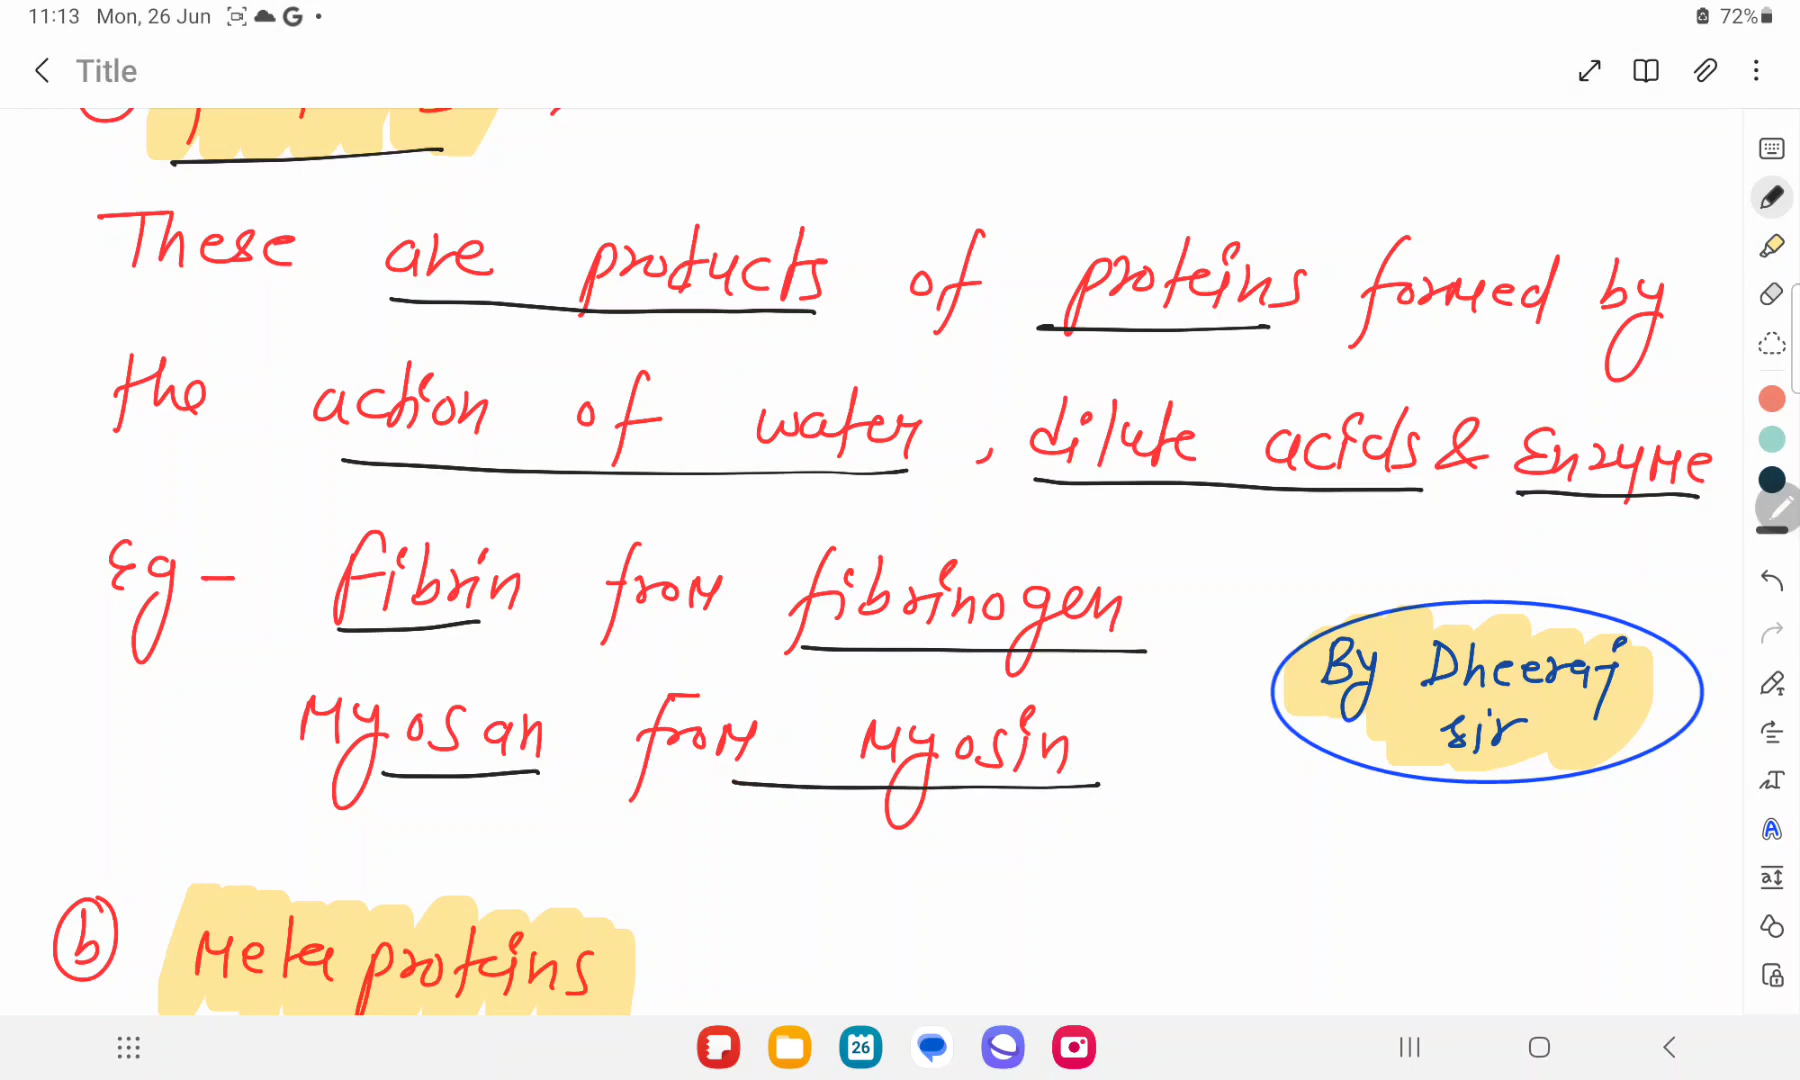 11:13 Mon, 26 Jun
72%
Title
These are products of proteins formed by
the action of water, dilute acids & Enzyme
Eg - fibrin from fibrinogen
Myosan from Myosin
By Dheeraj
sir
b Meta proteins
26